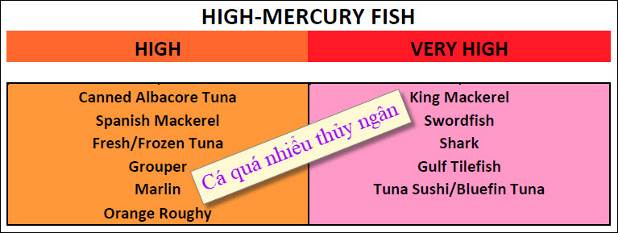 HIGH-MERCURY FISH
HIGH
VERY HIGH
Canned Albacore Tuna
Spanish Mackerel
Fresh/Frozen Tuna
Grouper
Marlin
Orange Roughy
King Mackerel
Swordfish
Shark
Gulf Tilefish
Tuna Sushi/Bluefin Tuna
Cá quá nhiều thủy ngân